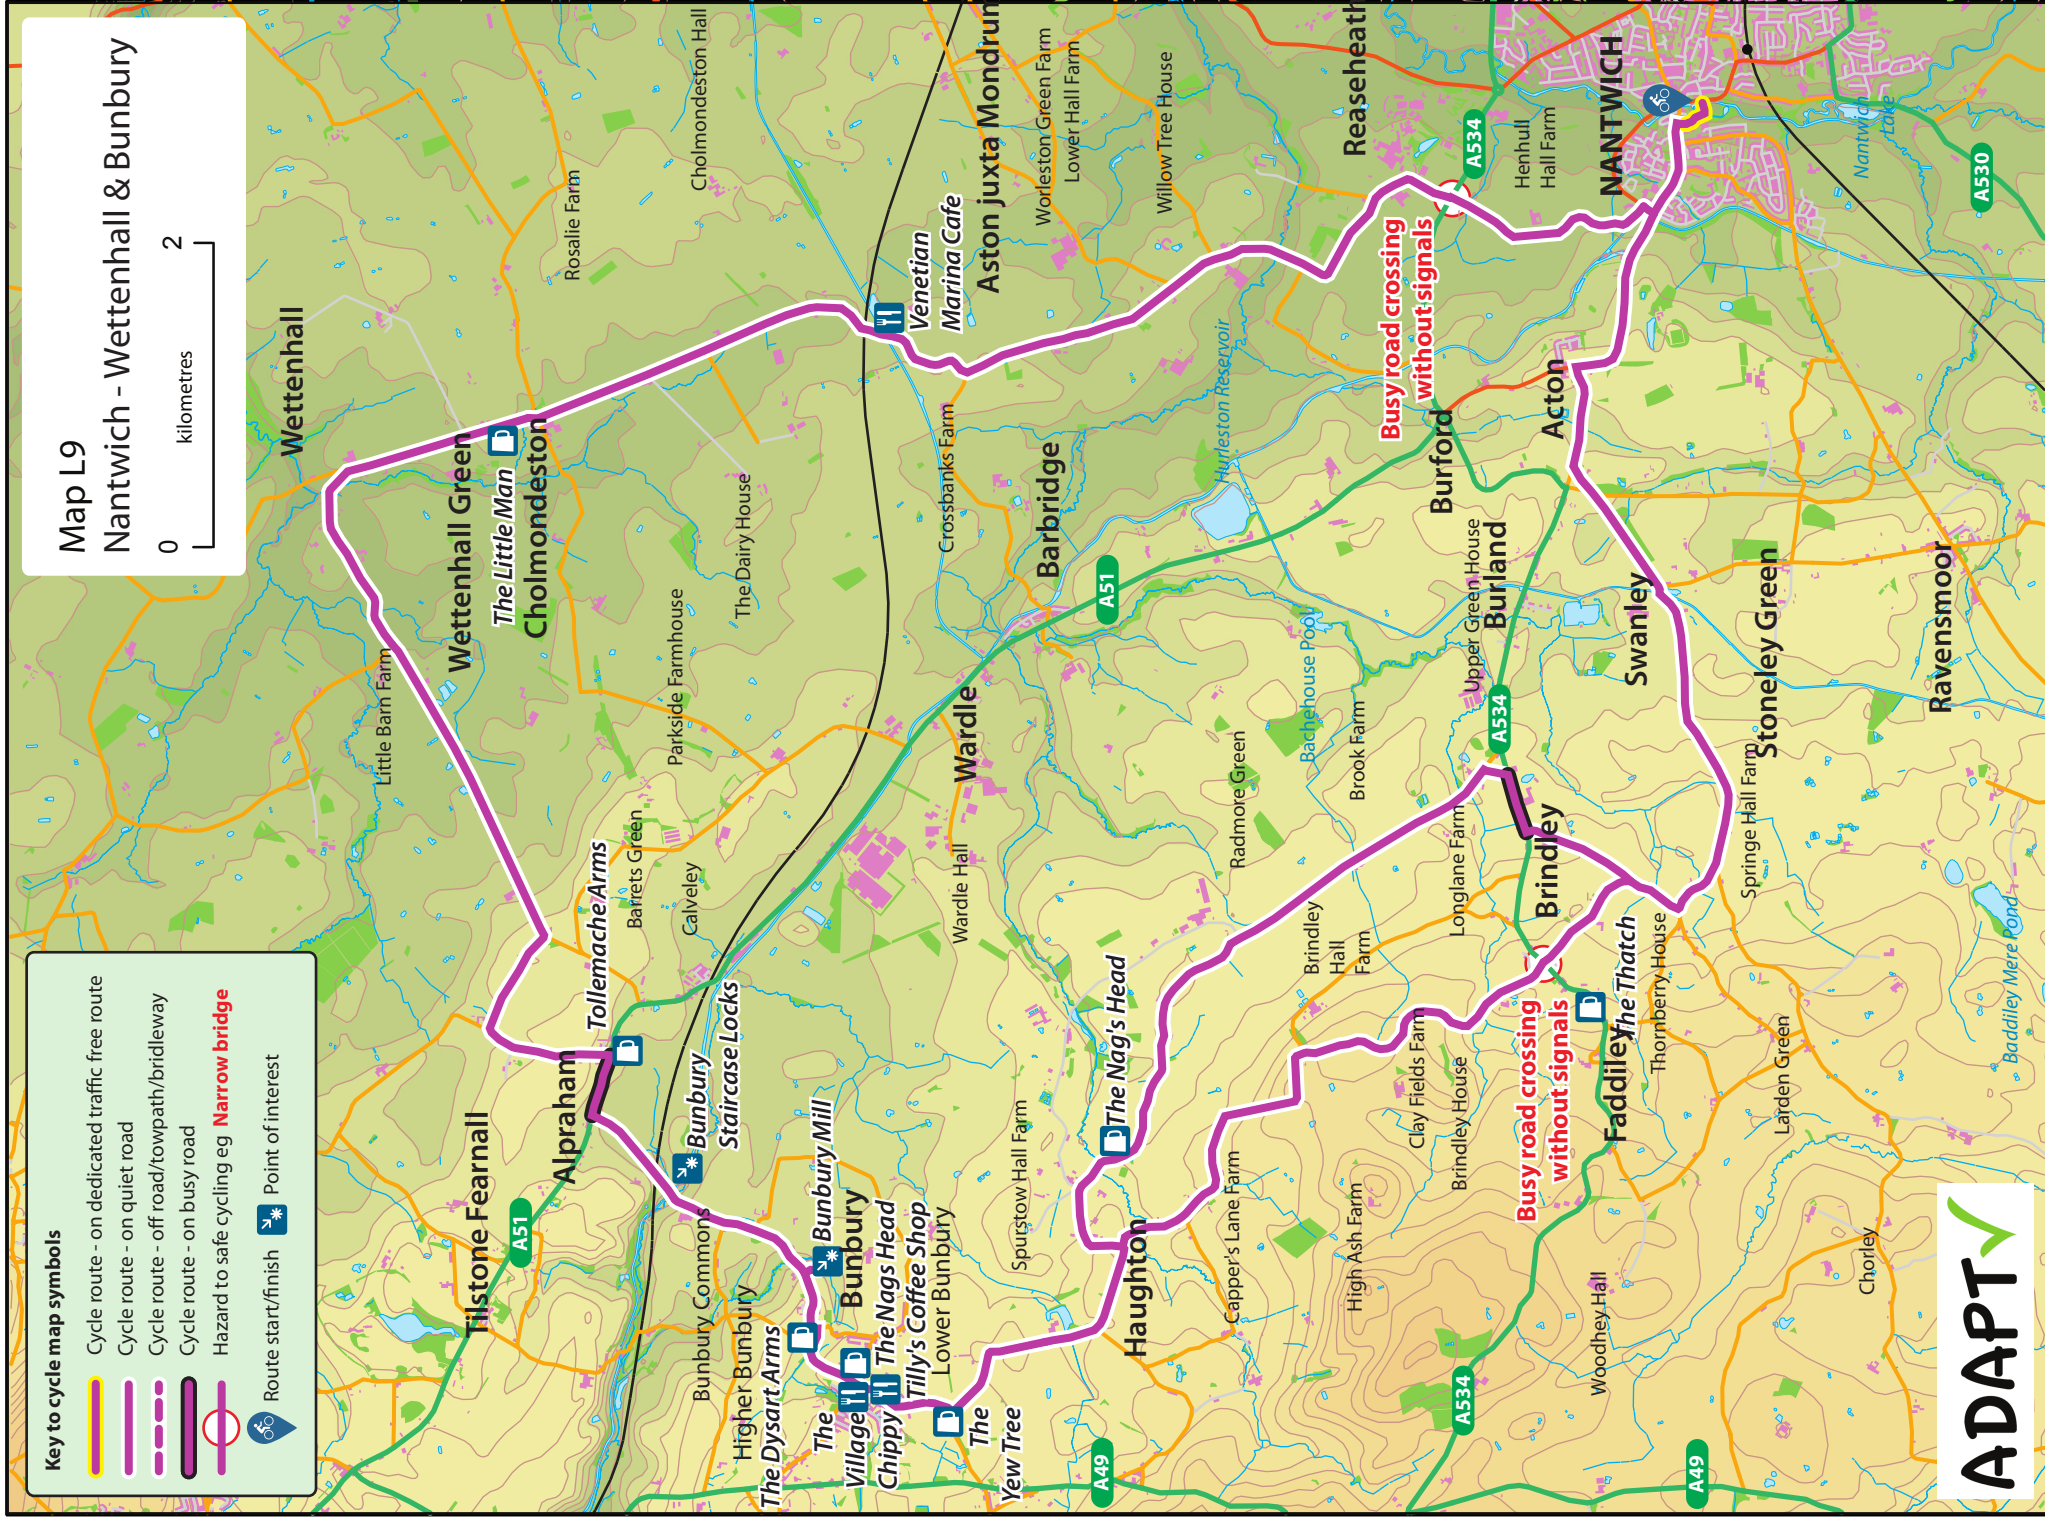 Map L9
Nantwich - Wettenhall & Bunbury
0
2
kilometres
Key to cycle map symbols
Cycle route - on dedicated traffic free route
Cycle route - on quiet road
Cycle route - off road/towpath/bridleway
Cycle route - on busy road
Hazard to safe cycling eg Narrow bridge
Route start/finish
Point of interest
Wettenhall
Wettenhall Green
The Little Man
Cholmondeston
Rosalie Farm
Cholmondeston Hall
Little Barn Farm
Parkside Farmhouse
The Dairy House
Venetian
Marina Cafe
Aston juxta Mondrum
Worleston Green Farm
Lower Hall Farm
Willow Tree House
Reaseheath
A534
Henhull
Hall Farm
NANTWICH
Nantwich
Lake
A530
Busy road crossing
without signals
Crossbanks Farm
Barbridge
A51
Hurleston Reservoir
Burford
Acton
Upper Green House
Burland
Swanley
Stoneley Green
Ravensmoor
Wardle
Bachehouse Pool
Brook Farm
Radmore Green
A534
Wardle Hall
Tollemache Arms
Barrets Green
Calveley
Alpraham
Tilstone Fearnall
A51
Bunbury
Staircase Locks
Bunbury Mill
Bunbury
Bunbury Commons
Higher Bunbury
The Dysart Arms
The Nags Head
Tilly's Coffee Shop
Lower Bunbury
The
Village
Chippy
The
Yew Tree
A49
Spurstow Hall Farm
The Nag's Head
Haughton
Capper's Lane Farm
High Ash Farm
Brindley
Hall
Farm
Longlane Farm
Brindley
Clay Fields Farm
Brindley House
Busy road crossing
without signals
The Thatch
Faddiley
Thornberry House
Springe Hall Farm
Larden Green
Baddiley Mere Pond
Woodhey Hall
Chorley
A534
A49
ADAPT